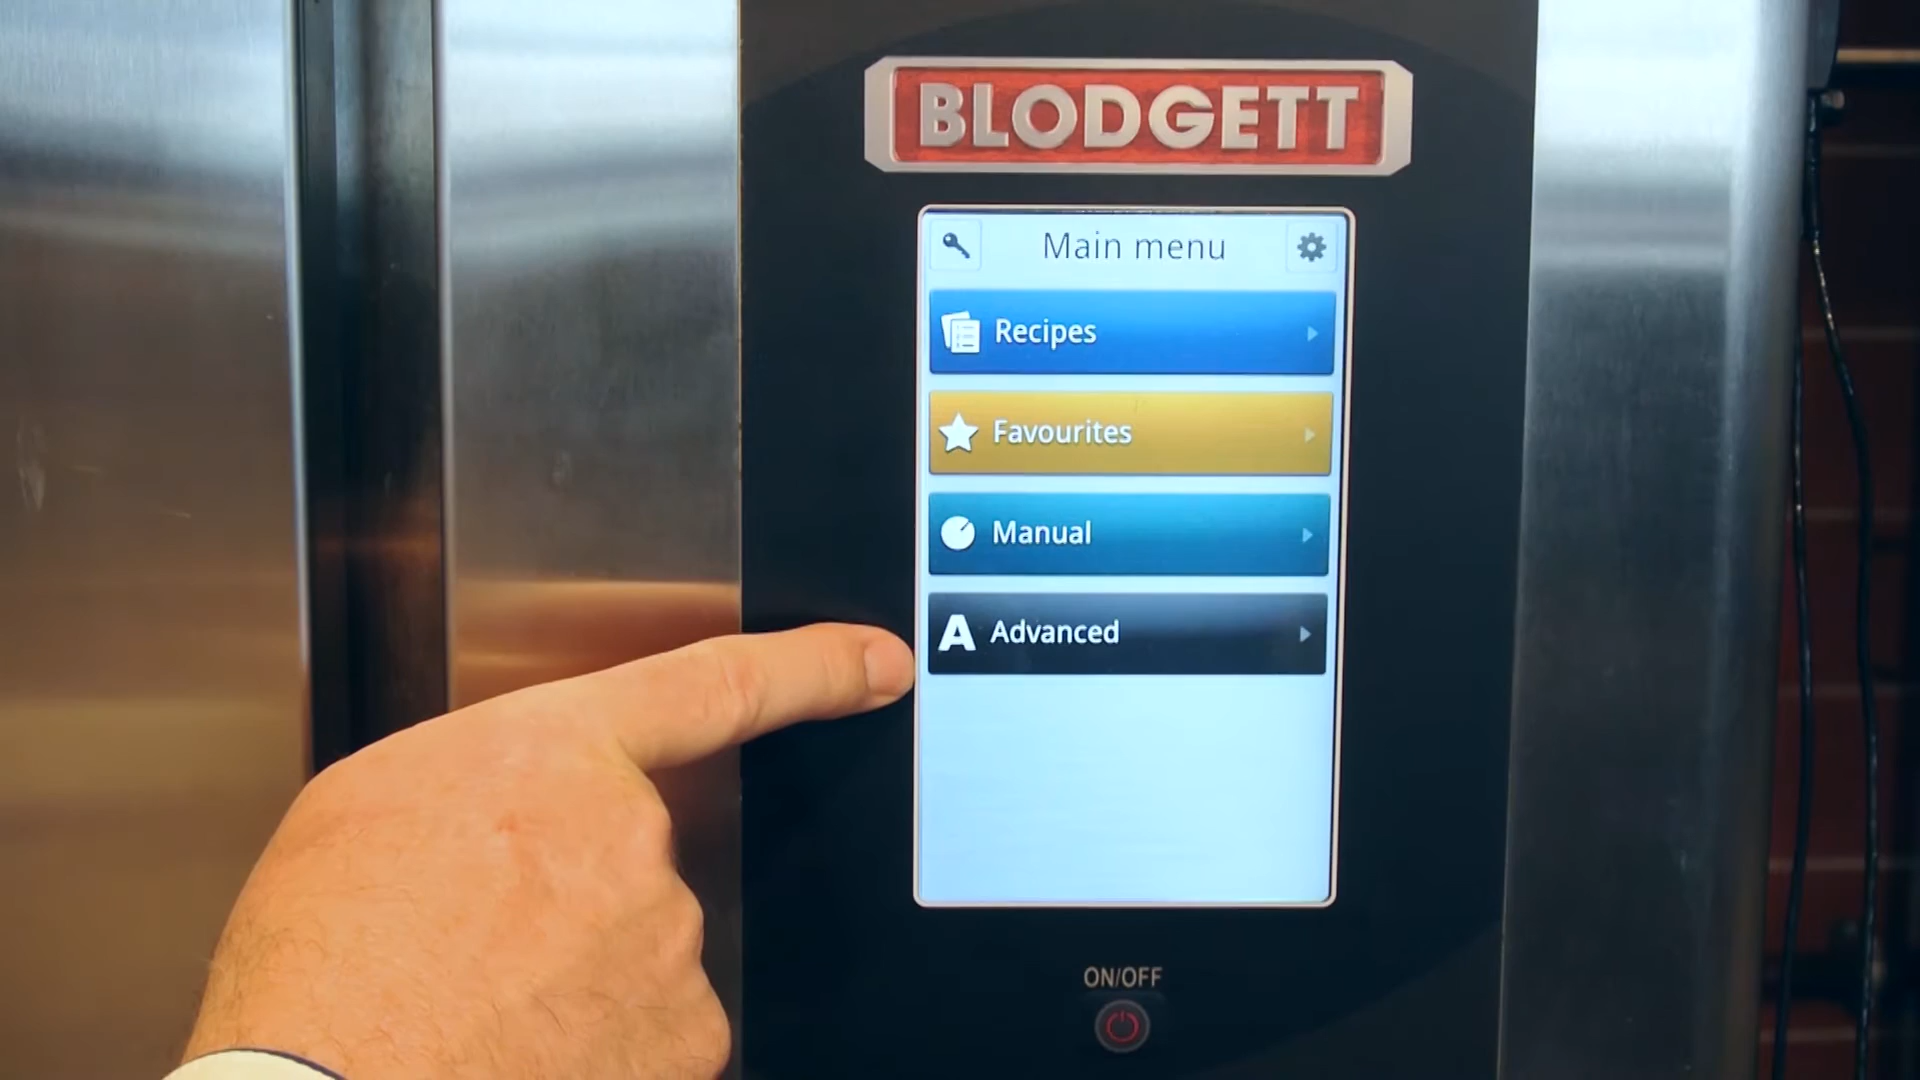 BLODGETT
Main menu
Recipes
Favourites
Manual
A Advanced
ON/OFF